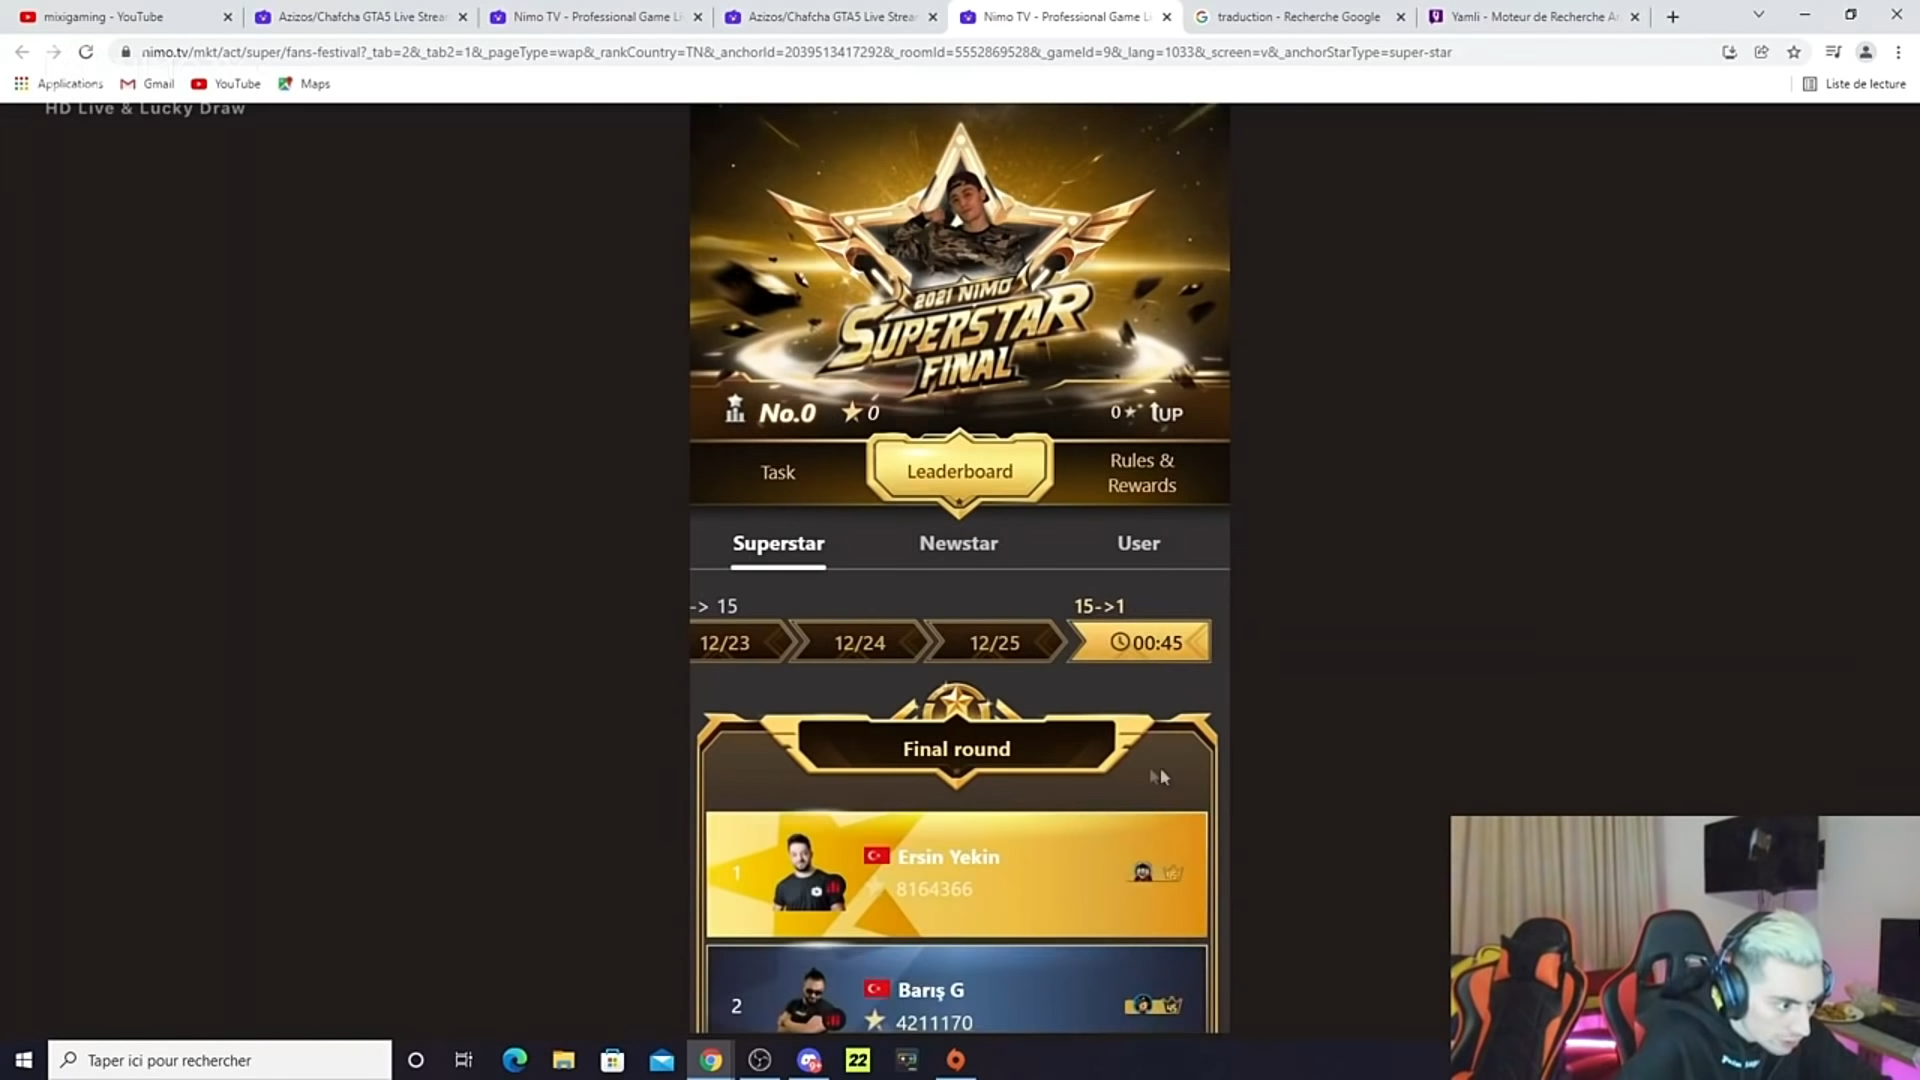 mixigaming - YouTube
Azizos/Chafcha GTA5 Live Strea
Nimo TV - Professional Game Li
Azizos/Chafcha GTA5 Live Strea
Nimo TV - Professional Game Li
traduction - Recherche Google
Yamli - Moteur de Recherche Ar
nimo.tv/mkt/act/super/fans-festival?_tab=2&_tab2=1&_pageType=wap&_rankCountry=TN&_anchorId=2039513417292&_roomId=5552869528&_gameId=9&_lang=1033&_screen=v&_anchorStarType=super-star
Applications
Gmail
YouTube
Maps
Liste de lecture
HD Live & Lucky Draw
2021 NIMO
SUPERSTAR
FINAL
No.0
0
0
UP
Task
Leaderboard
Rules &
Rewards
Superstar
Newstar
User
-> 15
15->1
12/23
12/24
12/25
00:45
Final round
1
Ersin Yekin
8164366
2
Barış G
4211170
Taper ici pour rechercher
22